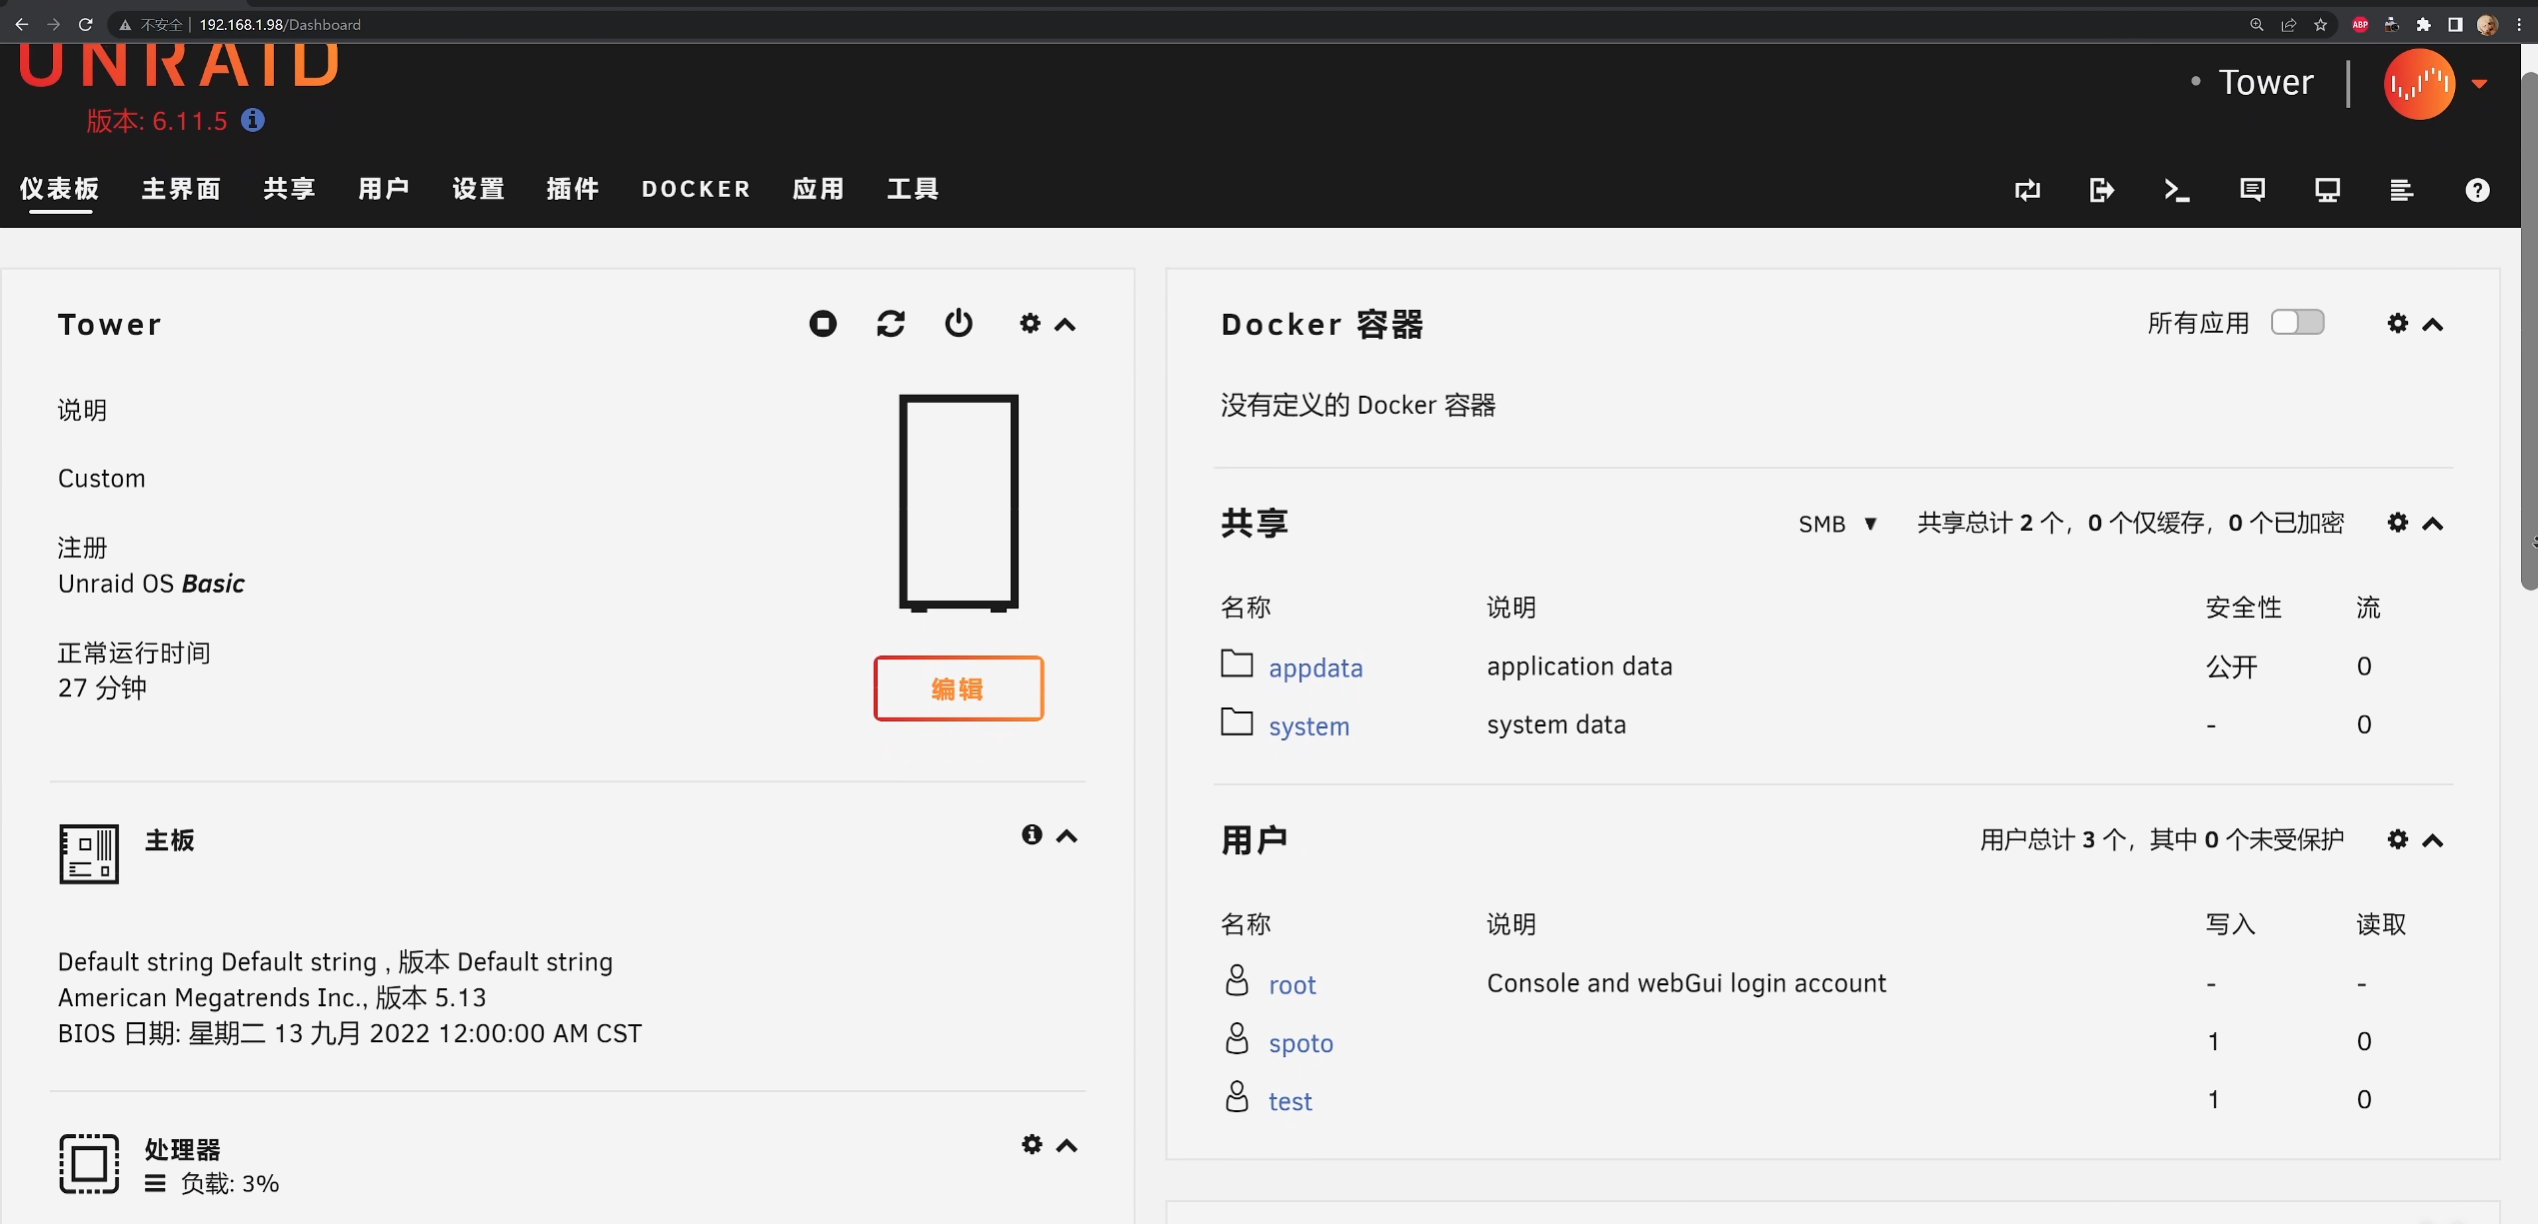 不安全 | 192.168.1.98/Dashboard
ABP
UNRAID
版本: 6.11.5
• Tower
仪表板 主界面 共享 用户 设置 插件 DOCKER 应用 工具
Tower
说明
Custom
注册
Unraid OS Basic
正常运行时间
27 分钟
编辑
主板
Default string Default string , 版本 Default string
American Megatrends Inc., 版本 5.13
BIOS 日期: 星期二 13 九月 2022 12:00:00 AM CST
处理器
负载: 3%
Docker 容器 所有应用
没有定义的 Docker 容器
共享 SMB ▼ 共享总计 2 个，0 个仅缓存，0 个已加密
名称 说明 安全性 流
appdata application data 公开 0
system system data - 0
用户 用户总计 3 个，其中 0 个未受保护
名称 说明 写入 读取
root Console and webGui login account - -
spoto 1 0
test 1 0